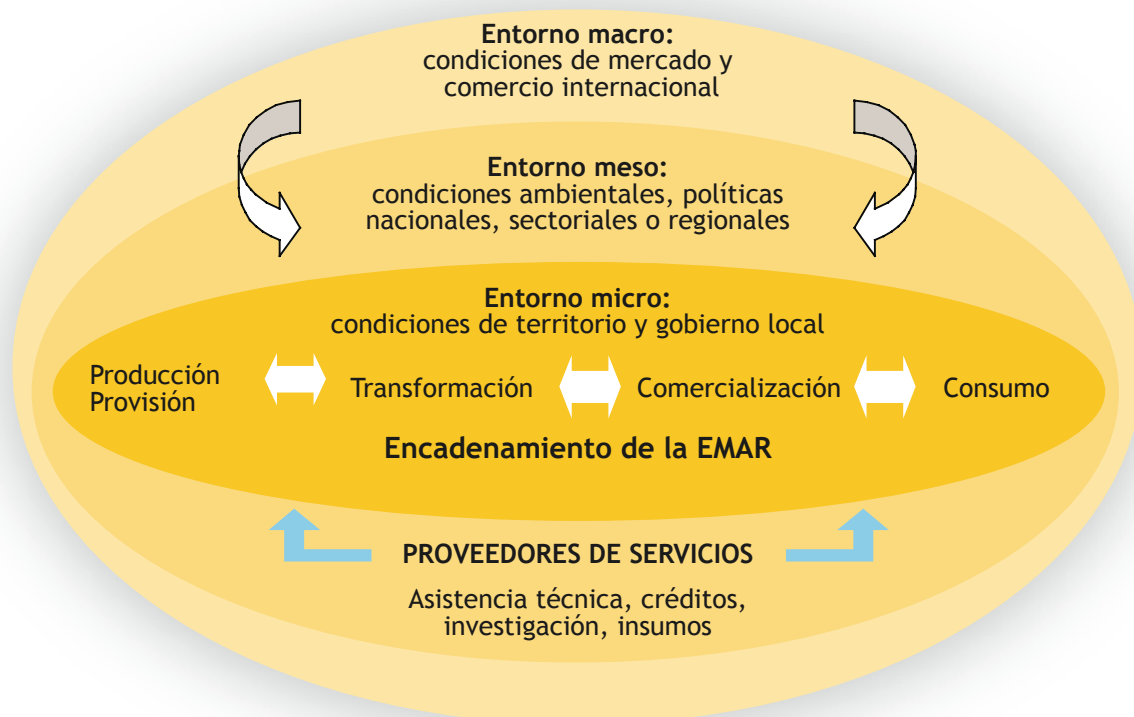 Entorno macro:
condiciones de mercado y
comercio internacional
Entorno meso:
condiciones ambientales, políticas
nacionales, sectoriales o regionales
Entorno micro:
condiciones de territorio y gobierno local
Producción
Provisión
Transformación
Comercialización
Consumo
Encadenamiento de la EMAR
PROVEEDORES DE SERVICIOS
Asistencia técnica, créditos,
investigación, insumos